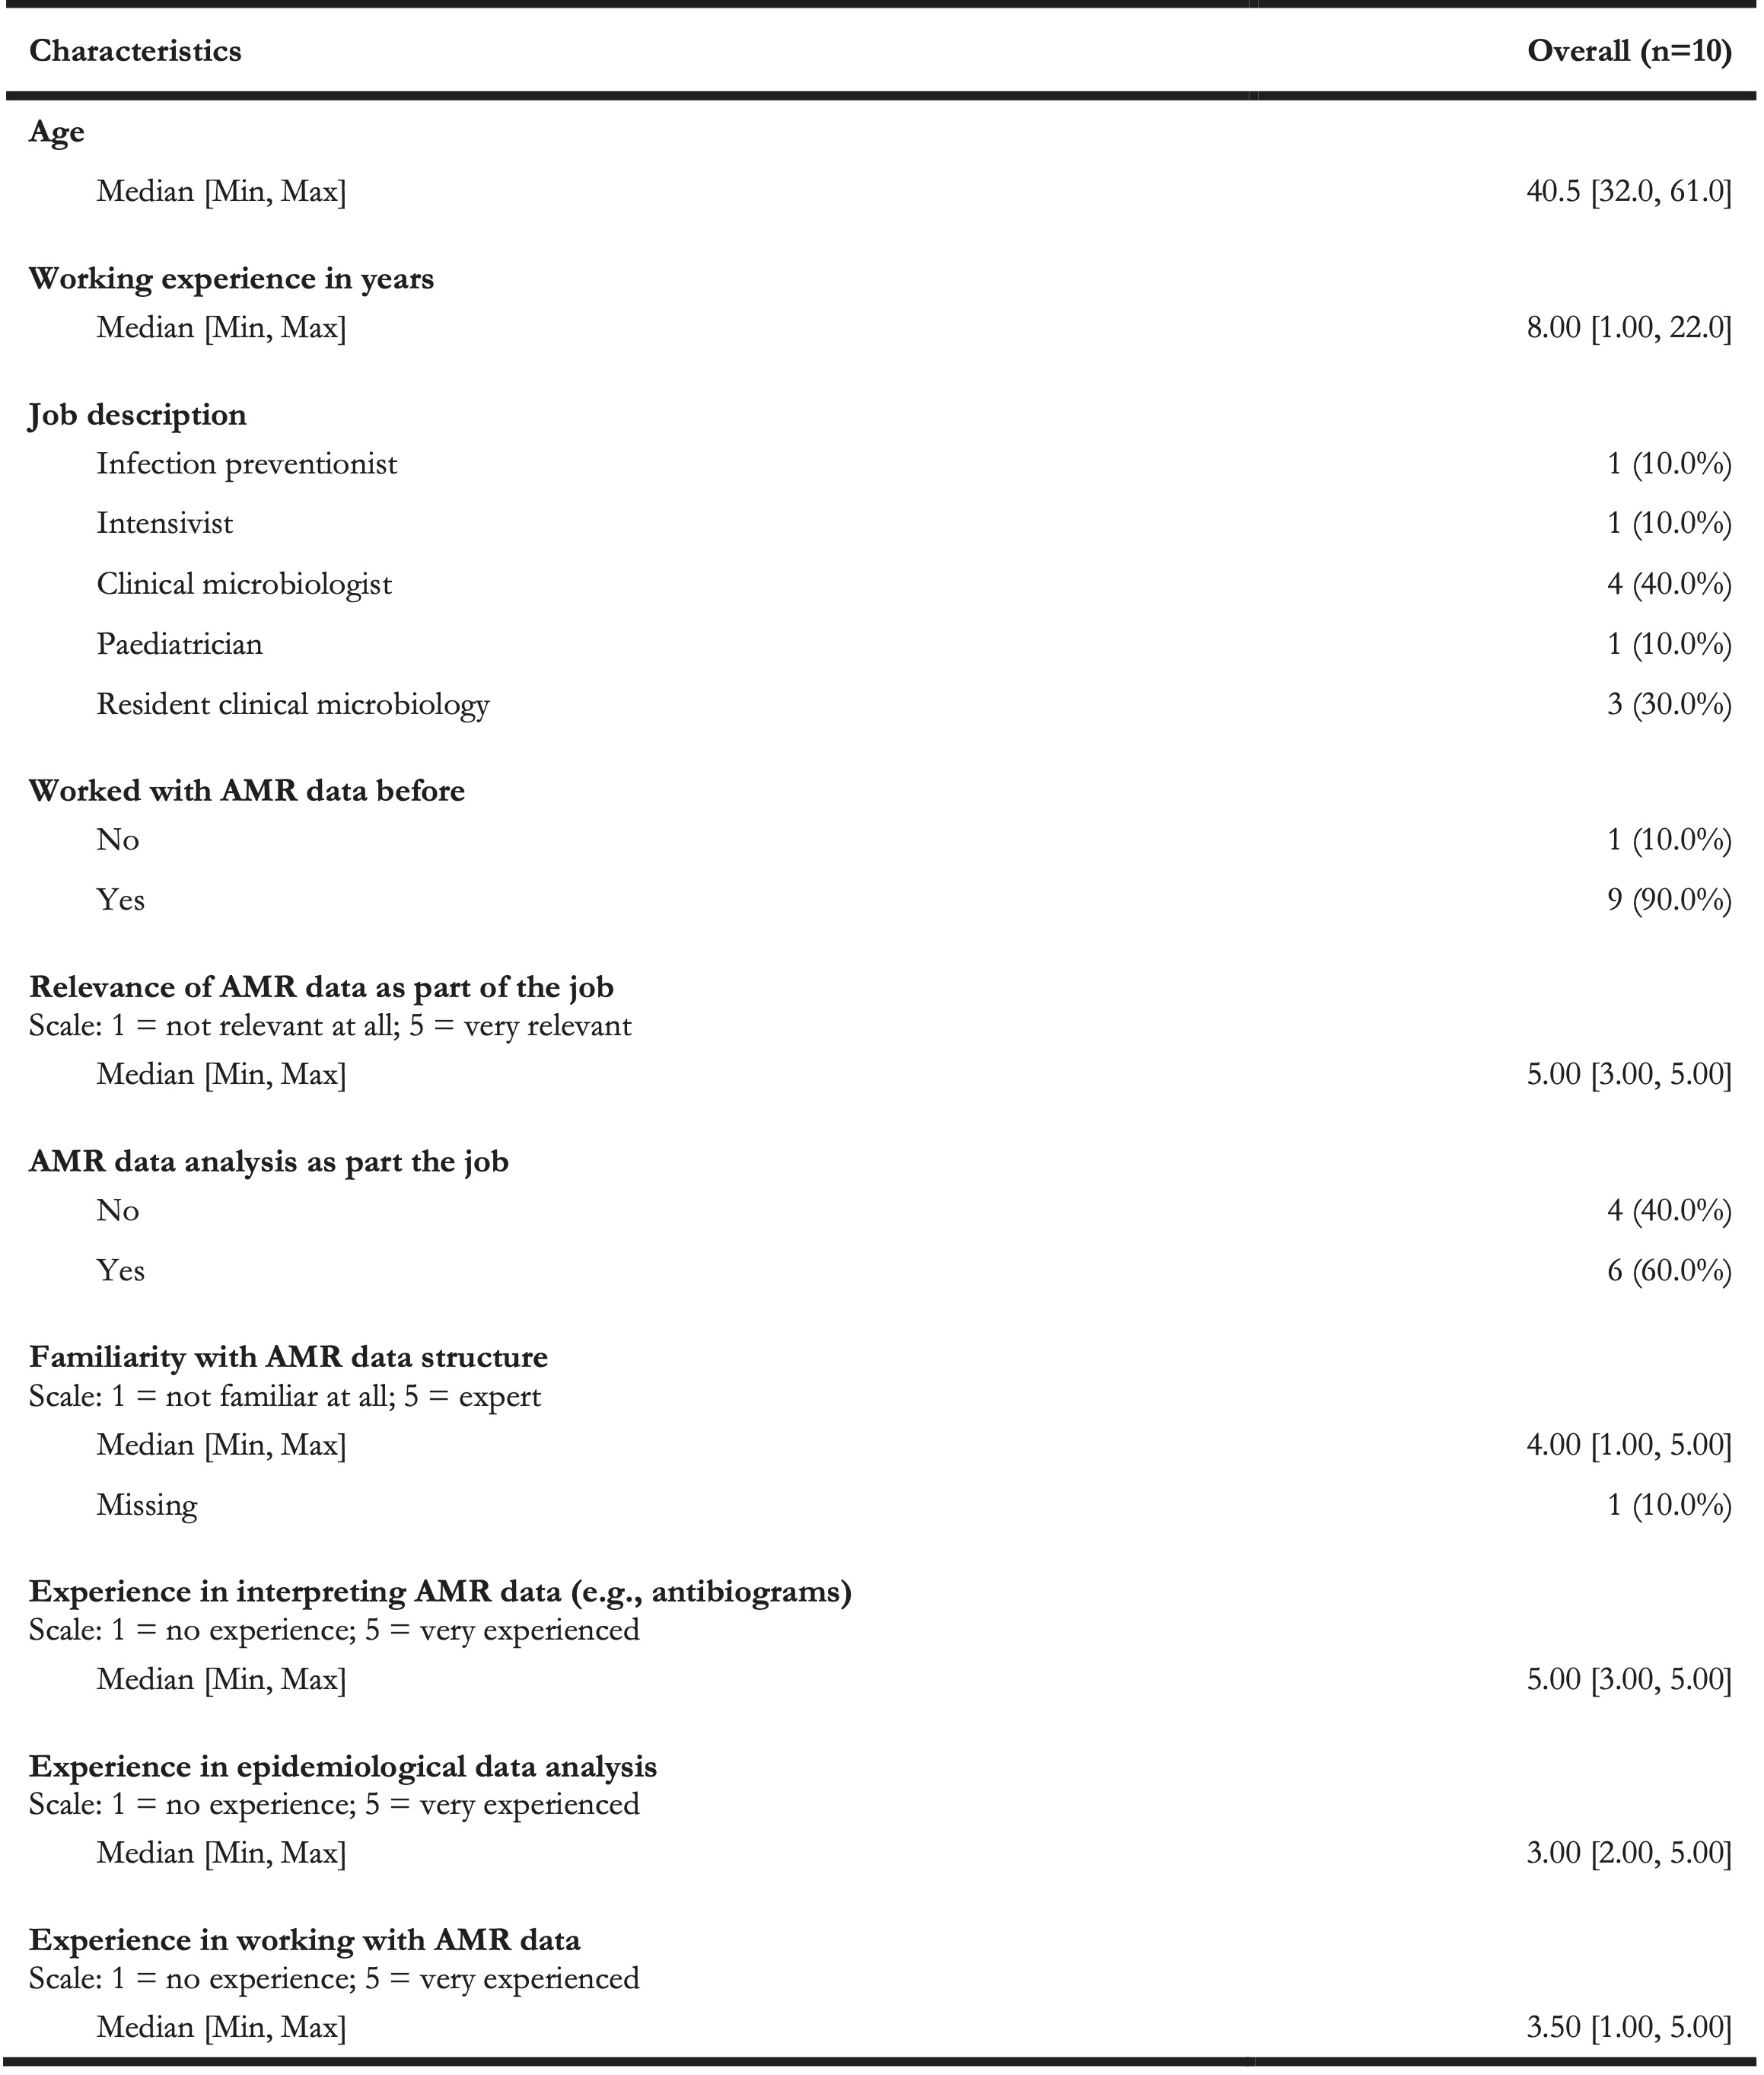 Characteristics Overall (n=10)
Age
Median [Min, Max] 40.5 [32.0, 61.0]
Working experience in years
Median [Min, Max] 8.00 [1.00, 22.0]
Job description
Infection preventionist 1 (10.0%)
Intensivist 1 (10.0%)
Clinical microbiologist 4 (40.0%)
Paediatrician 1 (10.0%)
Resident clinical microbiology 3 (30.0%)
Worked with AMR data before
No 1 (10.0%)
Yes 9 (90.0%)
Relevance of AMR data as part of the job
Scale: 1 = not relevant at all; 5 = very relevant
Median [Min, Max] 5.00 [3.00, 5.00]
AMR data analysis as part the job
No 4 (40.0%)
Yes 6 (60.0%)
Familiarity with AMR data structure
Scale: 1 = not familiar at all; 5 = expert
Median [Min, Max] 4.00 [1.00, 5.00]
Missing 1 (10.0%)
Experience in interpreting AMR data (e.g., antibiograms)
Scale: 1 = no experience; 5 = very experienced
Median [Min, Max] 5.00 [3.00, 5.00]
Experience in epidemiological data analysis
Scale: 1 = no experience; 5 = very experienced
Median [Min, Max] 3.00 [2.00, 5.00]
Experience in working with AMR data
Scale: 1 = no experience; 5 = very experienced
Median [Min, Max] 3.50 [1.00, 5.00]